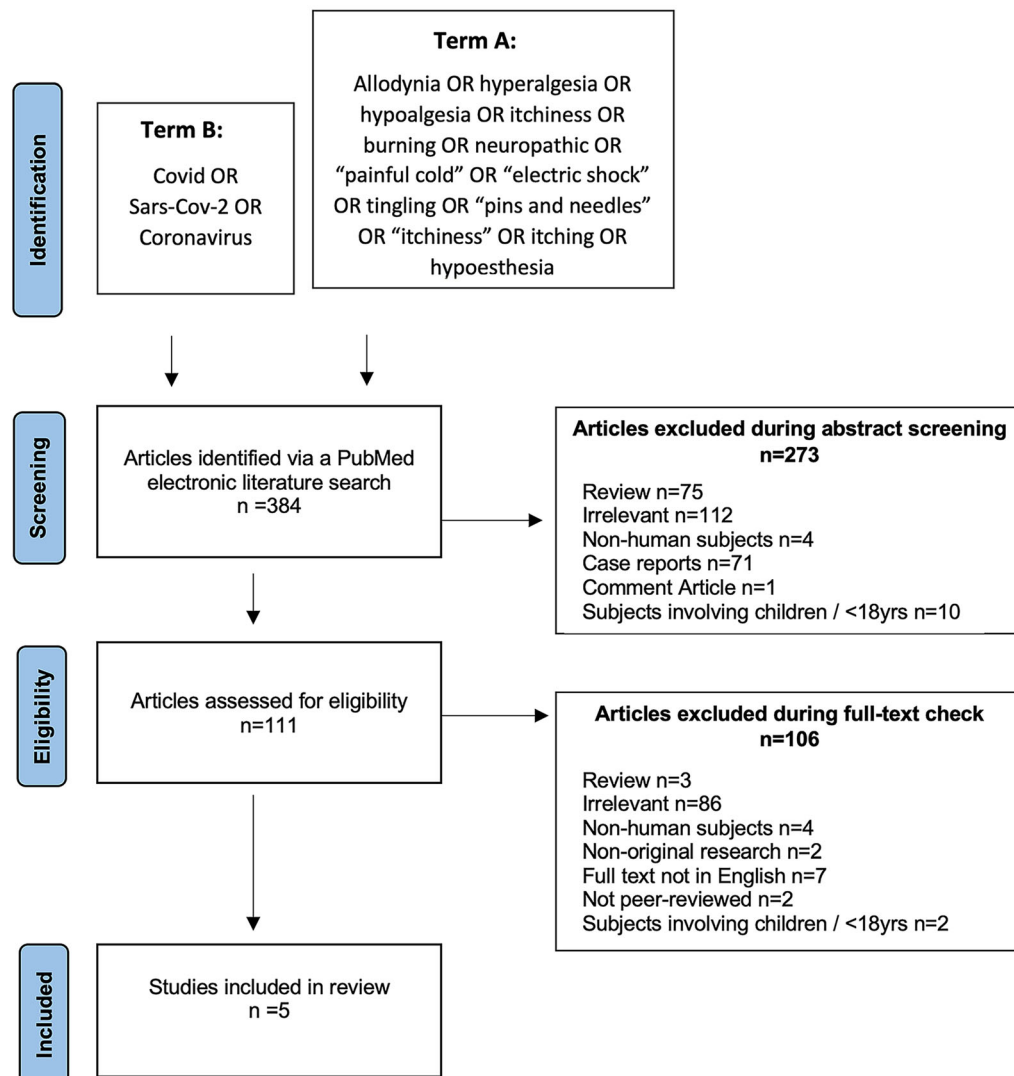 Identification
Term B:
Covid OR
Sars-Cov-2 OR
Coronavirus
Term A:
Allodynia OR hyperalgesia OR
hypoalgesia OR itchiness OR
burning OR neuropathic OR
“painful cold” OR “electric shock”
OR tingling OR “pins and needles”
OR “itchiness” OR itching OR
hypoesthesia
Screening
Articles identified via a PubMed
electronic literature search
n =384
Articles excluded during abstract screening
n=273
Review n=75
Irrelevant n=112
Non-human subjects n=4
Case reports n=71
Comment Article n=1
Subjects involving children / <18yrs n=10
Eligibility
Articles assessed for eligibility
n=111
Articles excluded during full-text check
n=106
Review n=3
Irrelevant n=86
Non-human subjects n=4
Non-original research n=2
Full text not in English n=7
Not peer-reviewed n=2
Subjects involving children / <18yrs n=2
Included
Studies included in review
n =5